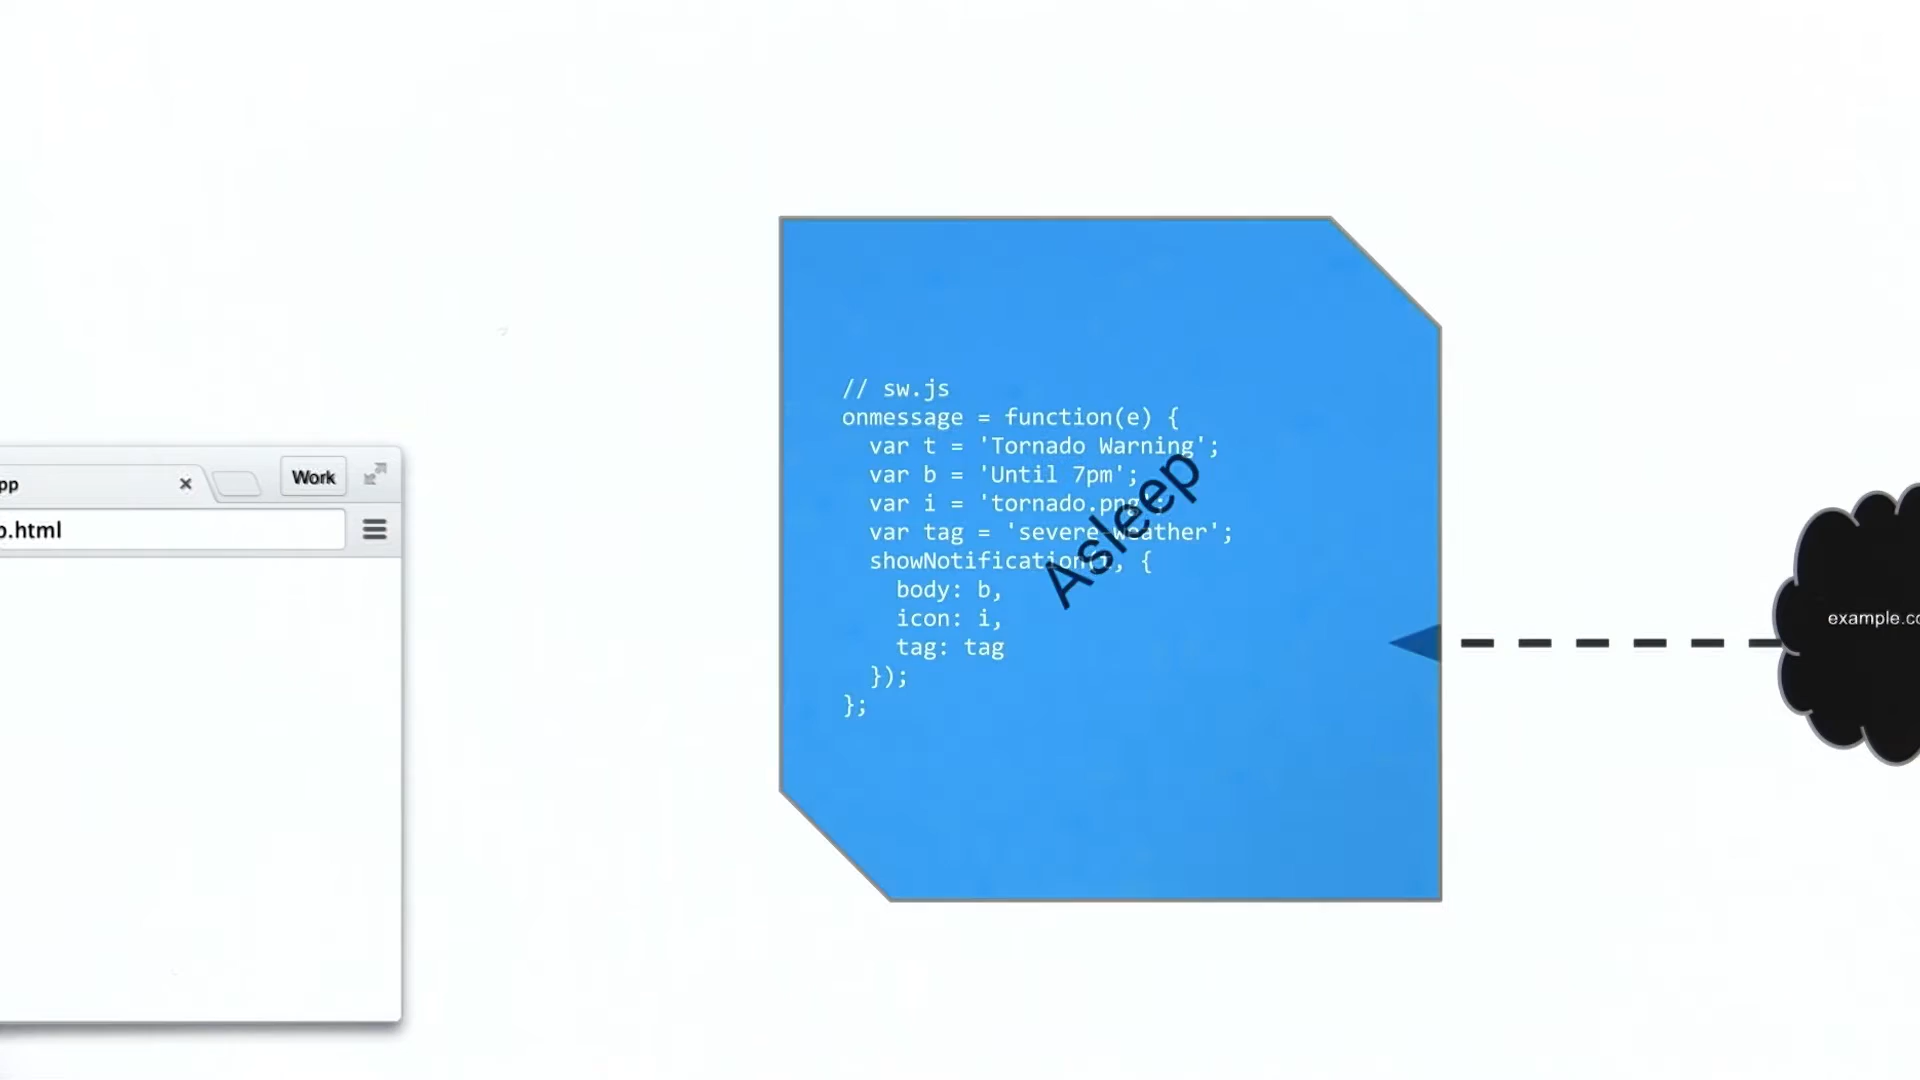 pp
Work
p.html
// sw.js
onmessage = function(e) {
var t = 'Tornado Warning';
var b = 'Until 7pm';
var i = 'tornado.png';
var tag = 'severe-weather';
showNotification(t, {
body: b,
icon: i,
tag: tag
});
};
Asleep
example.co